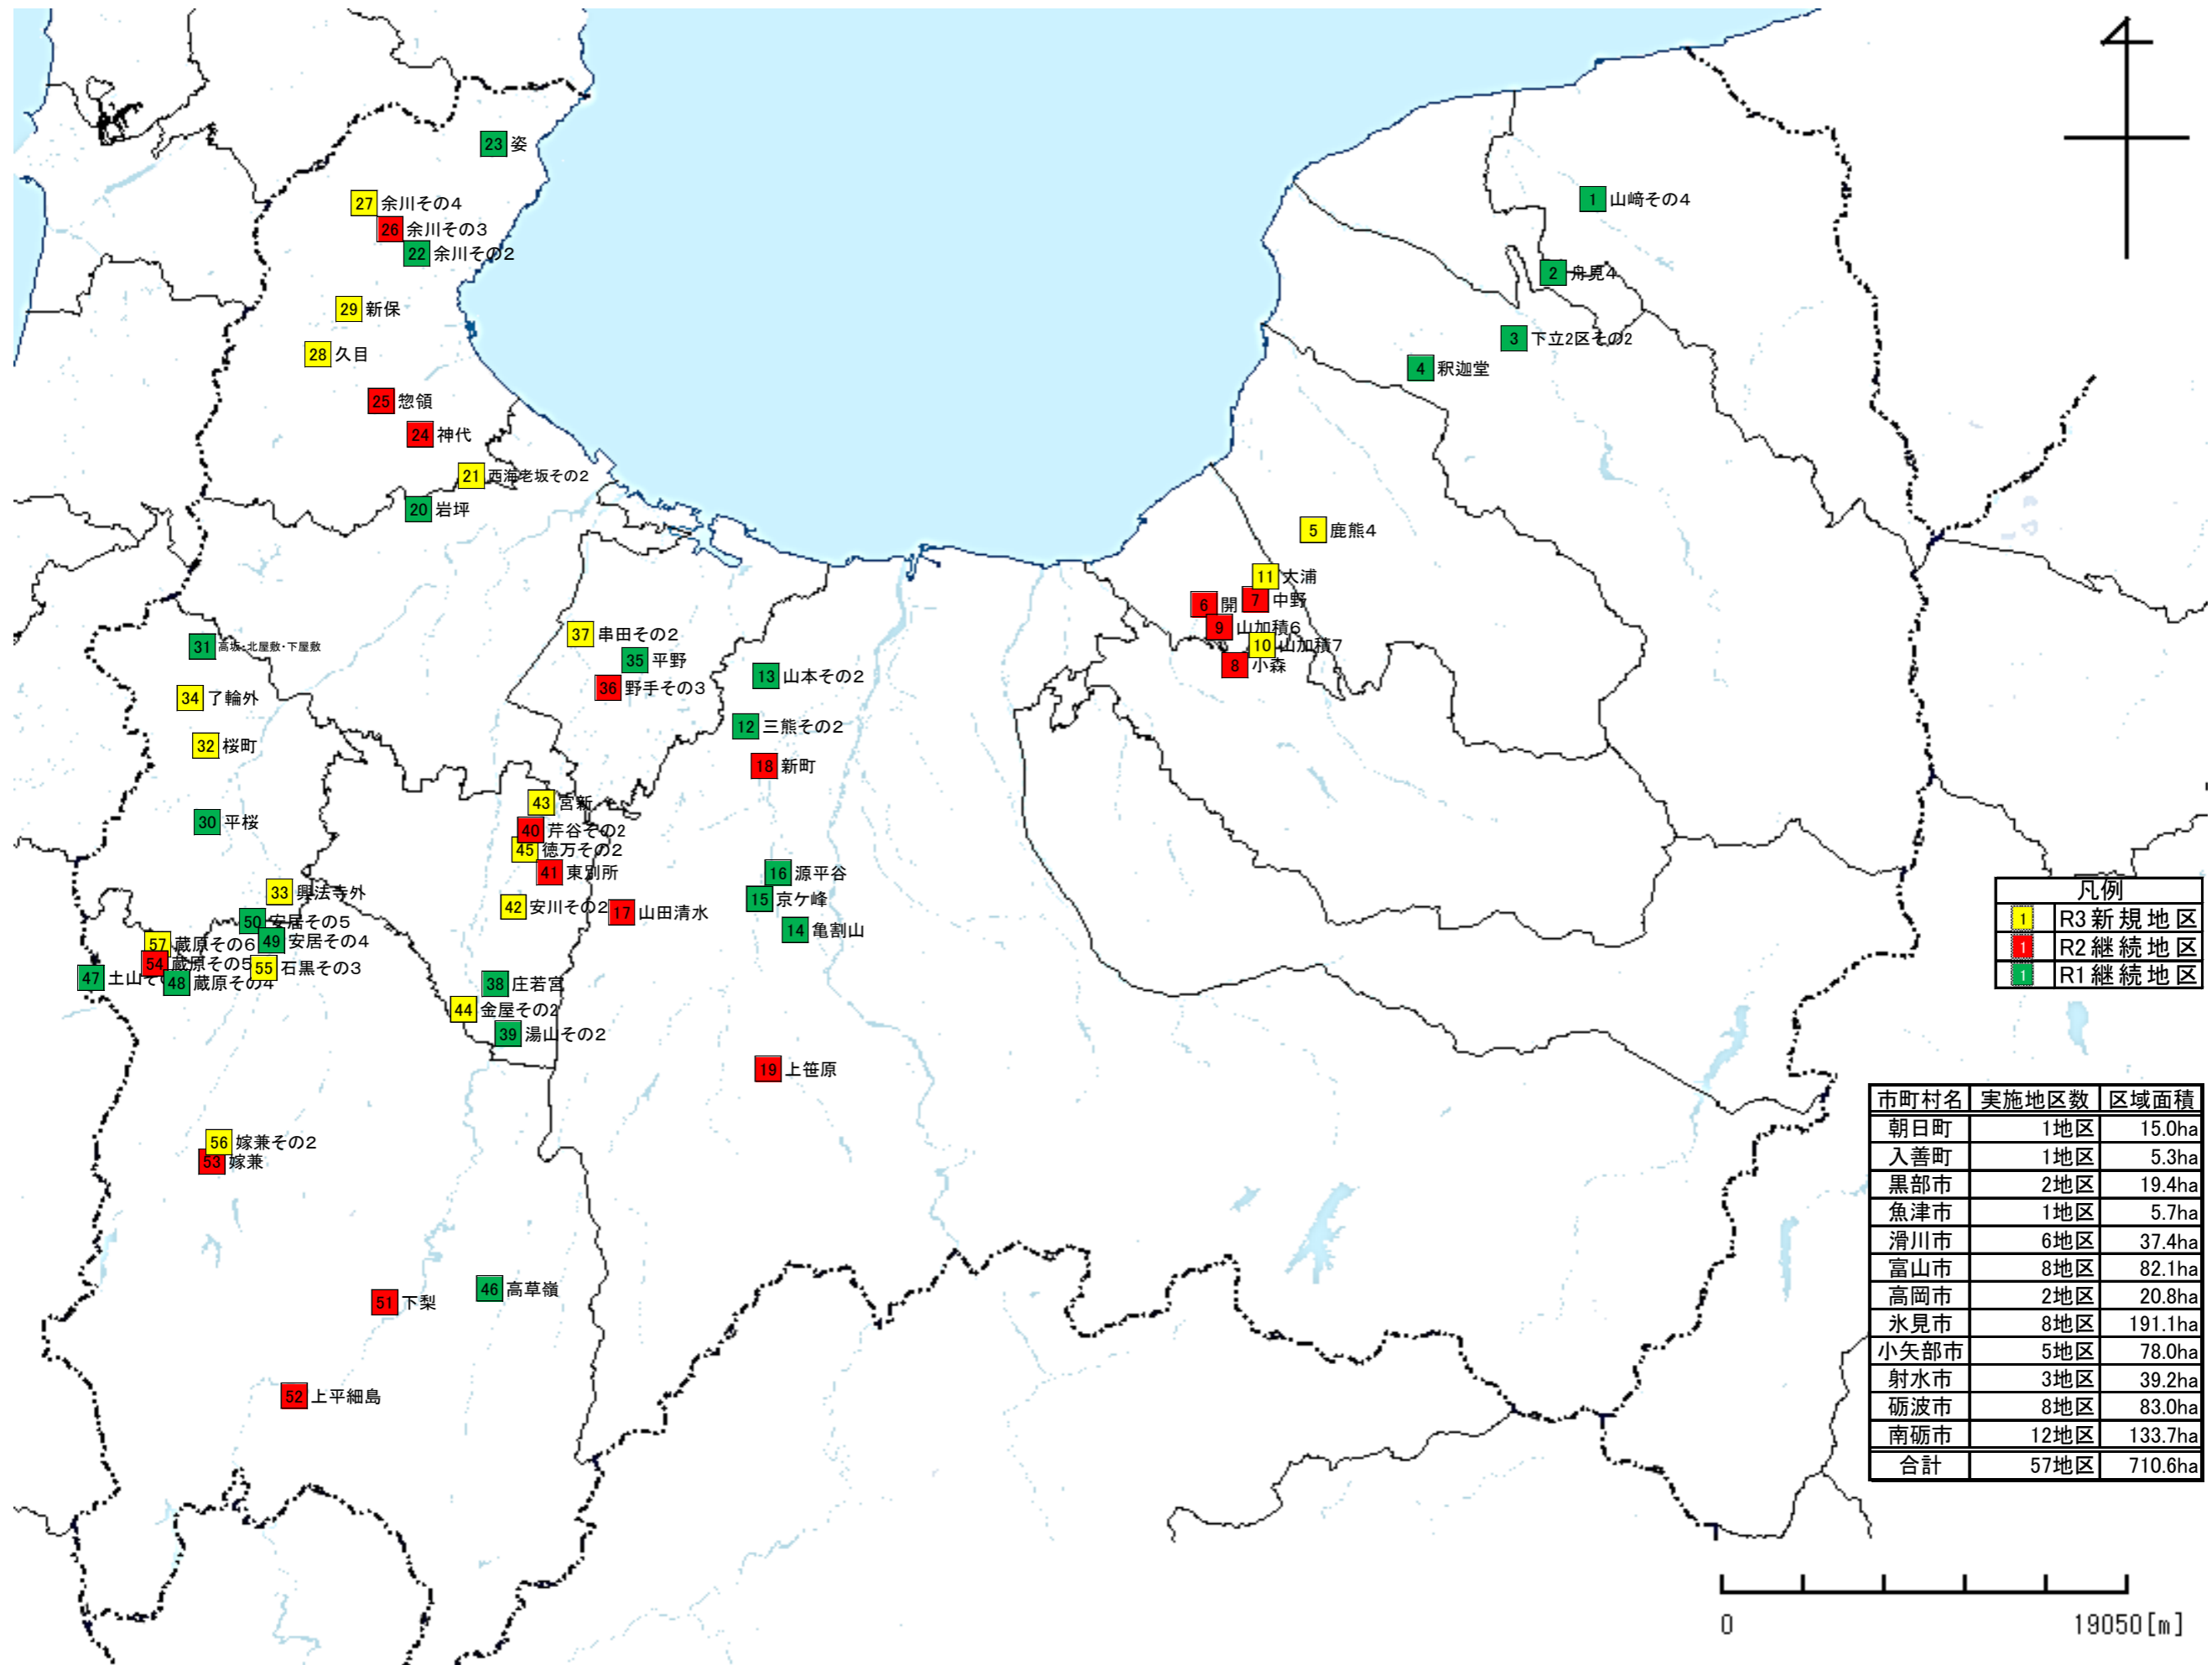 23 姿
27 余川その4
26 余川その3
22 余川その2
29 新保
28 久目
25 惣領
24 神代
21 西海老坂その2
20 岩坪
1 山﨑その4
2 舟見4
3 下立2区その2
4 釈迦堂
5 鹿熊4
11 大浦
7 中野
6 開
9 山加積6
10 山加積7
8 小森
31 高坂・北屋敷・下屋敷
34 了輪外
32 桜町
30 平桜
33 興法寺外
37 串田その2
35 平野
36 野手その3
13 山本その2
12 三熊その2
18 新町
43 宮新
40 芹谷その2
45 徳万その2
41 東別所
42 安川その2
17 山田清水
16 源平谷
15 京ケ峰
14 亀割山
50 安居その5
49 安居その4
57 蔵原その6
54 蔵原その5
55 石黒その3
47 土山そ
48 蔵原その4
38 庄若宮
44 金屋その2
39 湯山その2
19 上笹原
56 嫁兼その2
53 嫁兼
46 高草嶺
51 下梨
52 上平細島
凡例
1 R3新規地区
1 R2継続地区
1 R1継続地区
市町村名 実施地区数 区域面積
朝日町 1地区 15.0ha
入善町 1地区 5.3ha
黒部市 2地区 19.4ha
魚津市 1地区 5.7ha
滑川市 6地区 37.4ha
富山市 8地区 82.1ha
高岡市 2地区 20.8ha
氷見市 8地区 191.1ha
小矢部市 5地区 78.0ha
射水市 3地区 39.2ha
砺波市 8地区 83.0ha
南砺市 12地区 133.7ha
合計 57地区 710.6ha
0 19050[m]